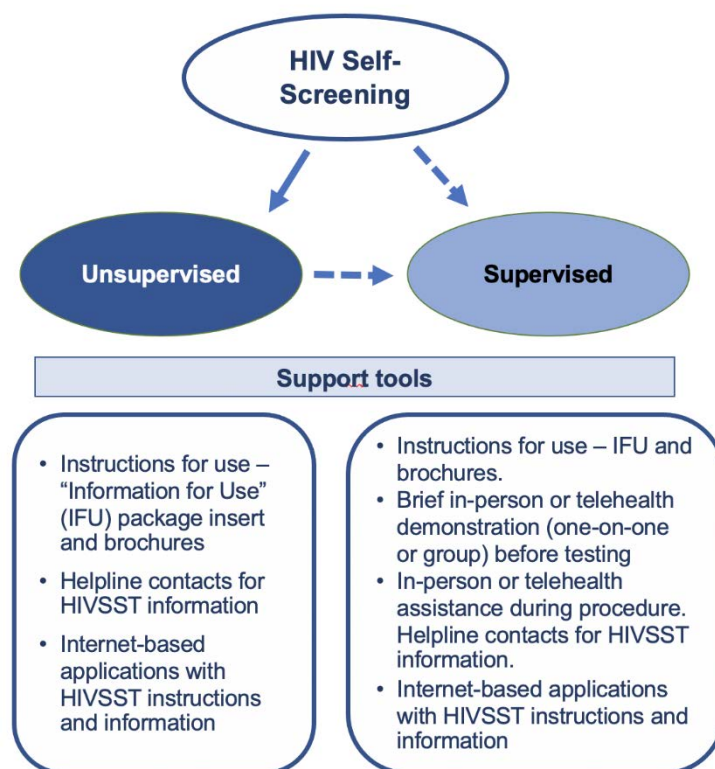 HIV Self-
Screening
Unsupervised
Supervised
Support tools
• Instructions for use –
“Information for Use”
(IFU) package insert
and brochures
• Helpline contacts for
HIVSST information
• Internet-based
applications with
HIVSST instructions
and information
• Instructions for use – IFU and
brochures.
• Brief in-person or telehealth
demonstration (one-on-one
or group) before testing
• In-person or telehealth
assistance during procedure.
Helpline contacts for HIVSST
information.
• Internet-based applications
with HIVSST instructions and
information